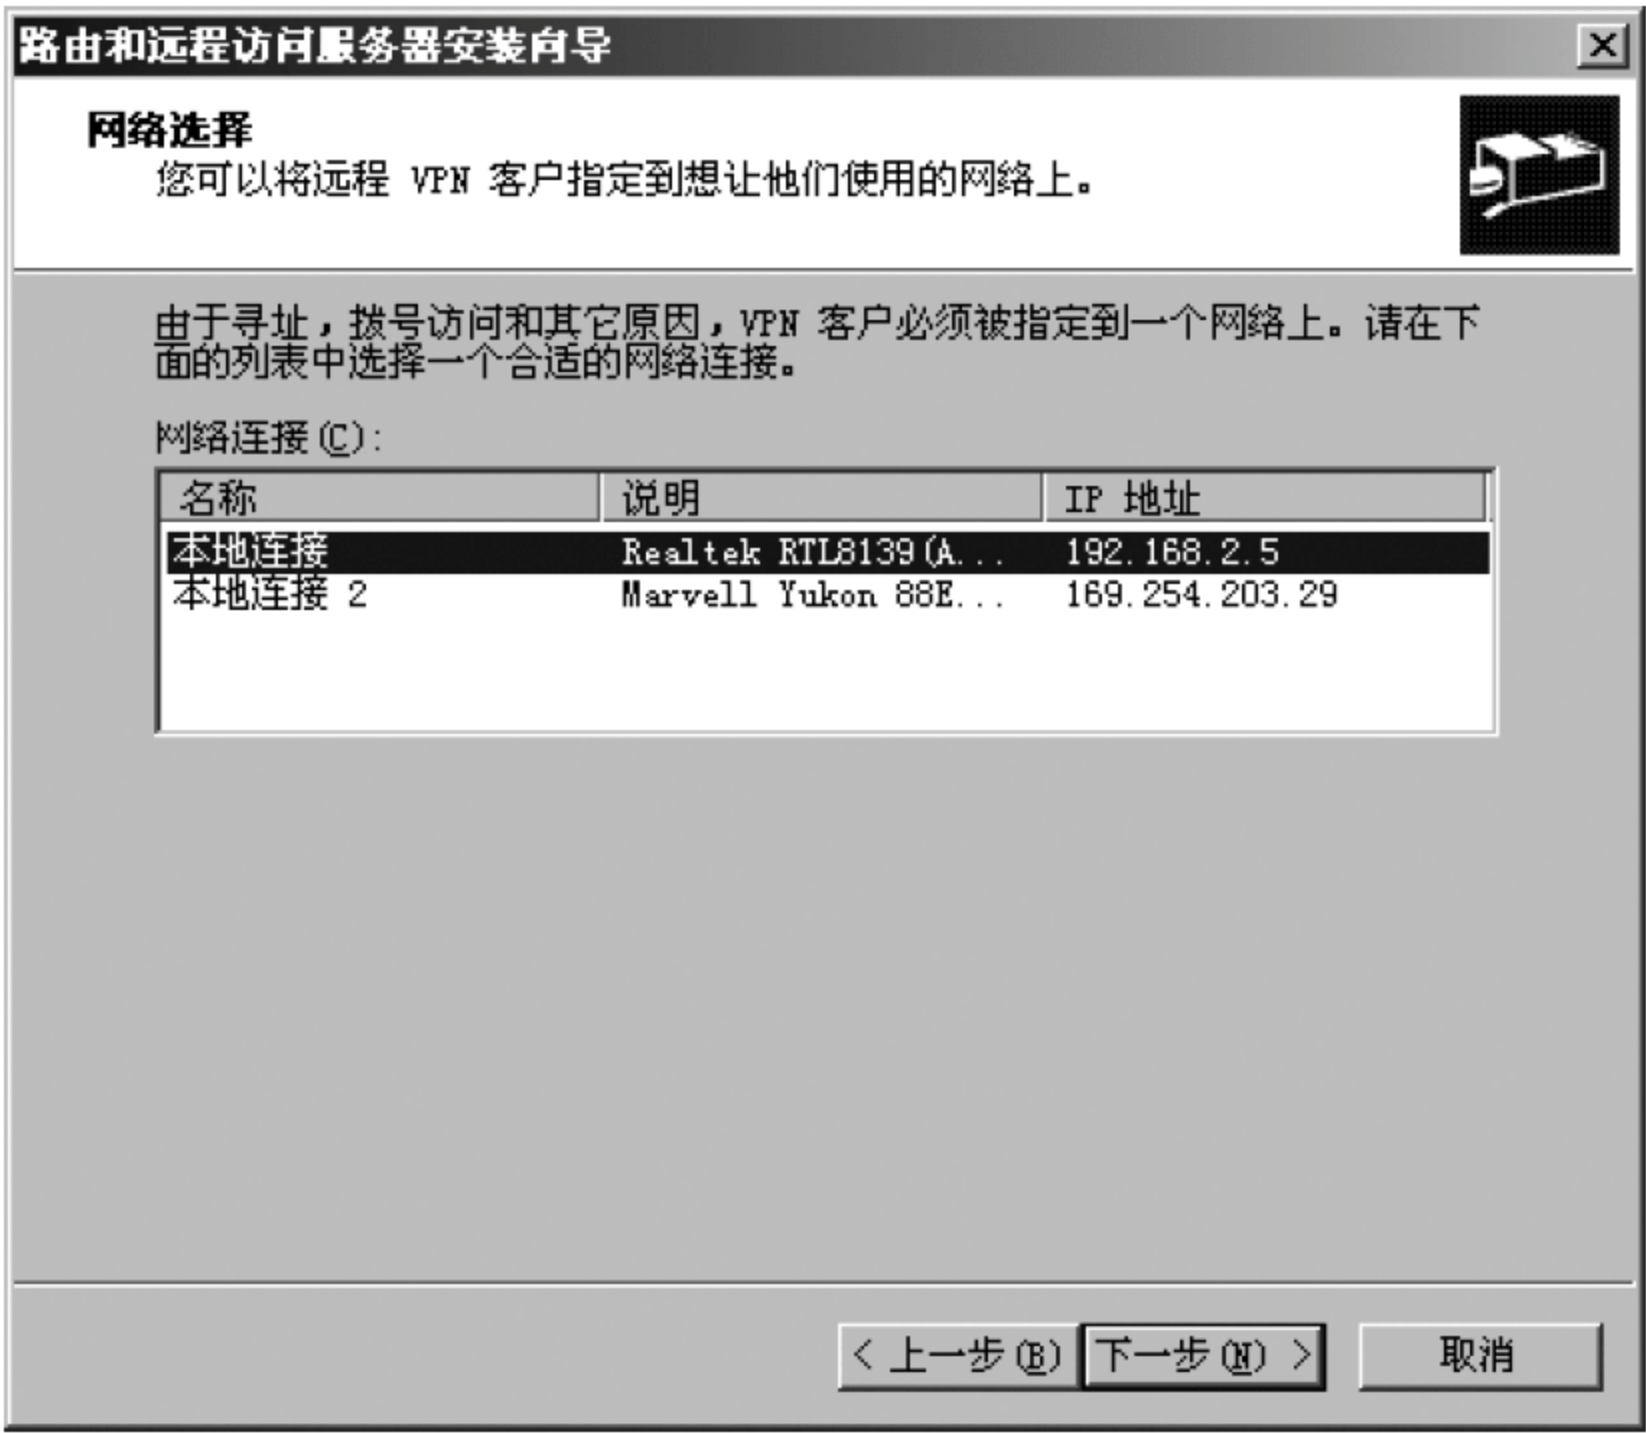 路由和远程访问服务器安装向导
网络选择
您可以将远程 VPN 客户指定到想让他们使用的网络上。
由于寻址，拨号访问和其它原因，VPN 客户必须被指定到一个网络上。请在下
面的列表中选择一个合适的网络连接。
网络连接(C):
名称 说明 IP 地址
本地连接 Realtek RTL8139(A... 192.168.2.5
本地连接 2 Marvell Yukon 88E... 169.254.203.29
< 上一步(B) 下一步(N) > 取消